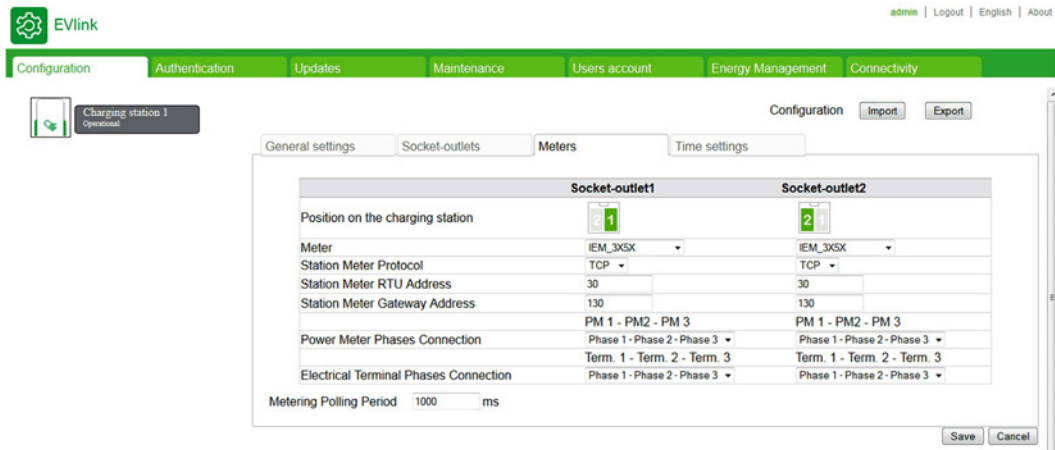 admin | Logout | English | About
EVlink
Configuration Authentication Updates Maintenance Users account Energy Management Connectivity
Charging station 1
Operational
Configuration Import Export
General settings Socket-outlets Meters Time settings
Socket-outlet1 Socket-outlet2
Position on the charging station 2 1 2 1
Meter IEM_3X5X IEM_3X5X
Station Meter Protocol TCP TCP
Station Meter RTU Address 30 30
Station Meter Gateway Address 130 130
PM 1 - PM2 - PM 3 PM 1 - PM2 - PM 3
Power Meter Phases Connection Phase 1 - Phase 2 - Phase 3 Phase 1 - Phase 2 - Phase 3
Term. 1 - Term. 2 - Term. 3 Term. 1 - Term. 2 - Term. 3
Electrical Terminal Phases Connection Phase 1 - Phase 2 - Phase 3 Phase 1 - Phase 2 - Phase 3
Metering Polling Period 1000 ms
Save Cancel